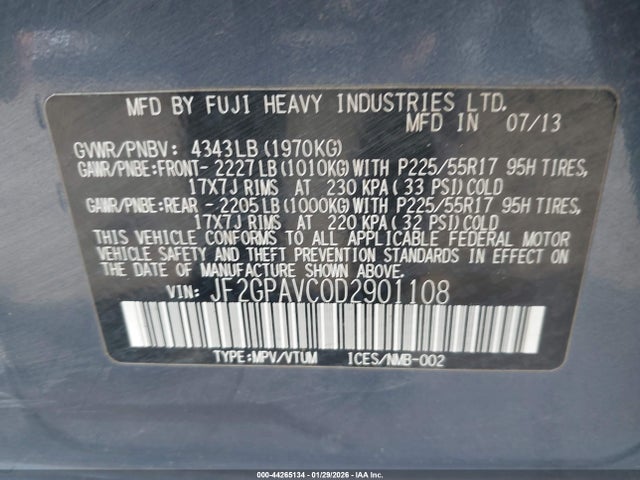 MFD BY FUJI HEAVY INDUSTRIES LTD.
MFD IN 07/13
GVWR/PNBV: 4343LB(1970KG)
GAWR/PNBE:FRONT- 2227LB(1010KG)WITH P225/55R17 95H TIRES,
17X7J RIMS AT 230 KPA( 33 PSI)COLD
GAWR/PNBE:REAR - 2205LB(1000KG)WITH P225/55R17 95H TIRES,
17X7J RIMS AT 220 KPA( 32 PSI)COLD
THIS VEHICLE CONFORMS TO ALL APPLICABLE FEDERAL MOTOR
VEHICLE SAFETY AND THEFT PREVENTION STANDARDS IN EFFECT
ON THE DATE OF MANUFACTURE SHOWN ABOVE.
VIN: JF2GPAVC0D2901108
TYPE:MPV/VTUM ICES/NMB-002
000-44265134 - 01/29/2026 - IAA Inc.